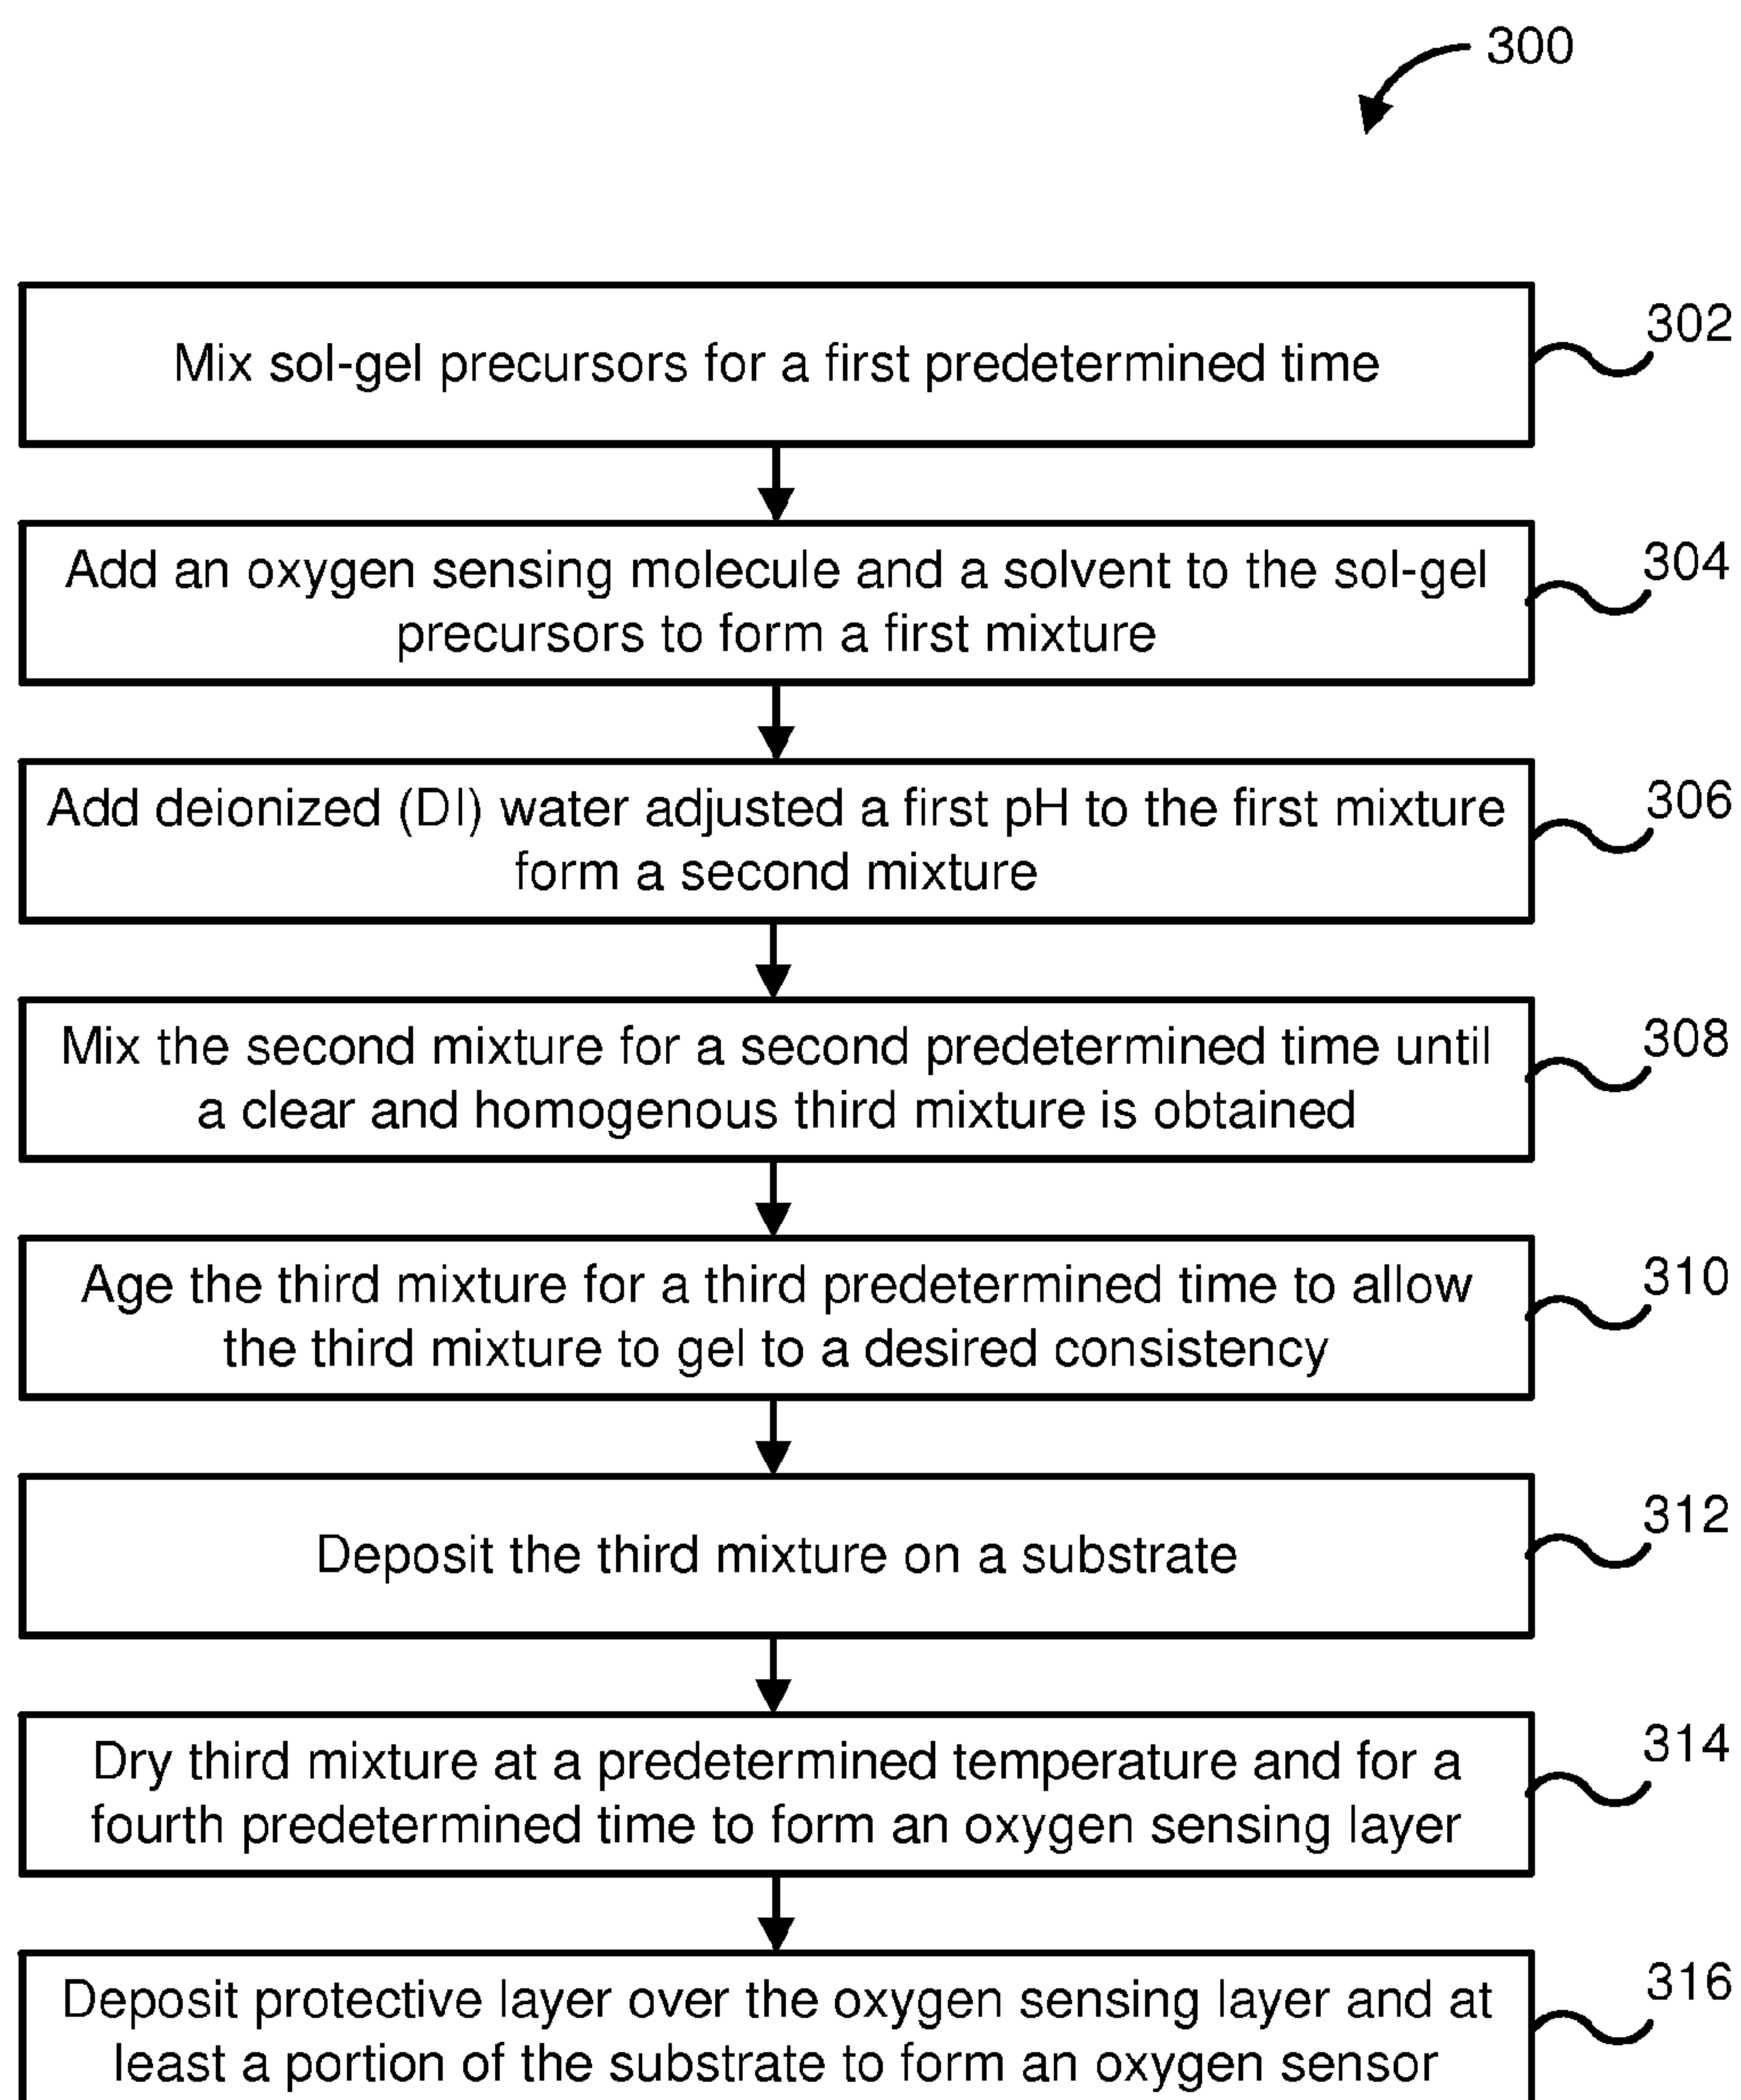 300
Mix sol-gel precursors for a first predetermined time
302
Add an oxygen sensing molecule and a solvent to the sol-gel
precursors to form a first mixture
304
Add deionized (DI) water adjusted a first pH to the first mixture
form a second mixture
306
Mix the second mixture for a second predetermined time until
a clear and homogenous third mixture is obtained
308
Age the third mixture for a third predetermined time to allow
the third mixture to gel to a desired consistency
310
Deposit the third mixture on a substrate
312
Dry third mixture at a predetermined temperature and for a
fourth predetermined time to form an oxygen sensing layer
314
Deposit protective layer over the oxygen sensing layer and at
least a portion of the substrate to form an oxygen sensor
316